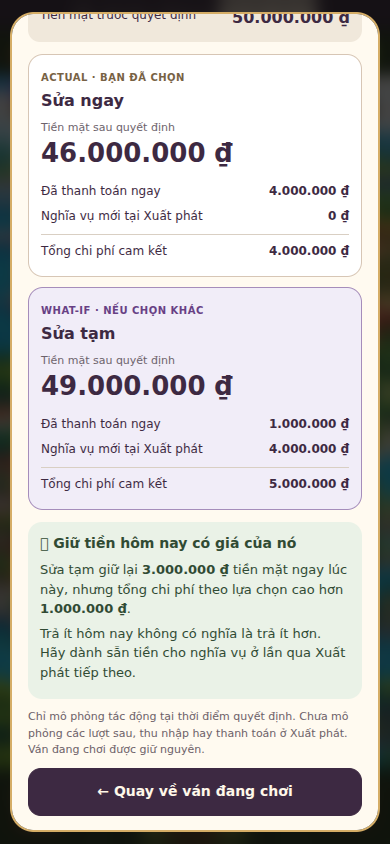 Tiền mặt trước quyết định 50.000.000 ₫
ACTUAL · BẠN ĐÃ CHỌN
Sửa ngay
Tiền mặt sau quyết định
46.000.000 ₫
Đã thanh toán ngay 4.000.000 ₫
Nghĩa vụ mới tại Xuất phát 0 ₫
Tổng chi phí cam kết 4.000.000 ₫
WHAT-IF · NẾU CHỌN KHÁC
Sửa tạm
Tiền mặt sau quyết định
49.000.000 ₫
Đã thanh toán ngay 1.000.000 ₫
Nghĩa vụ mới tại Xuất phát 4.000.000 ₫
Tổng chi phí cam kết 5.000.000 ₫
Giữ tiền hôm nay có giá của nó
Sửa tạm giữ lại 3.000.000 ₫ tiền mặt ngay lúc
này, nhưng tổng chi phí theo lựa chọn cao hơn
1.000.000 ₫.
Trả ít hôm nay không có nghĩa là trả ít hơn.
Hãy dành sẵn tiền cho nghĩa vụ ở lần qua Xuất
phát tiếp theo.
Chỉ mô phỏng tác động tại thời điểm quyết định. Chưa mô
phỏng các lượt sau, thu nhập hay thanh toán ở Xuất phát.
Ván đang chơi được giữ nguyên.
← Quay về ván đang chơi